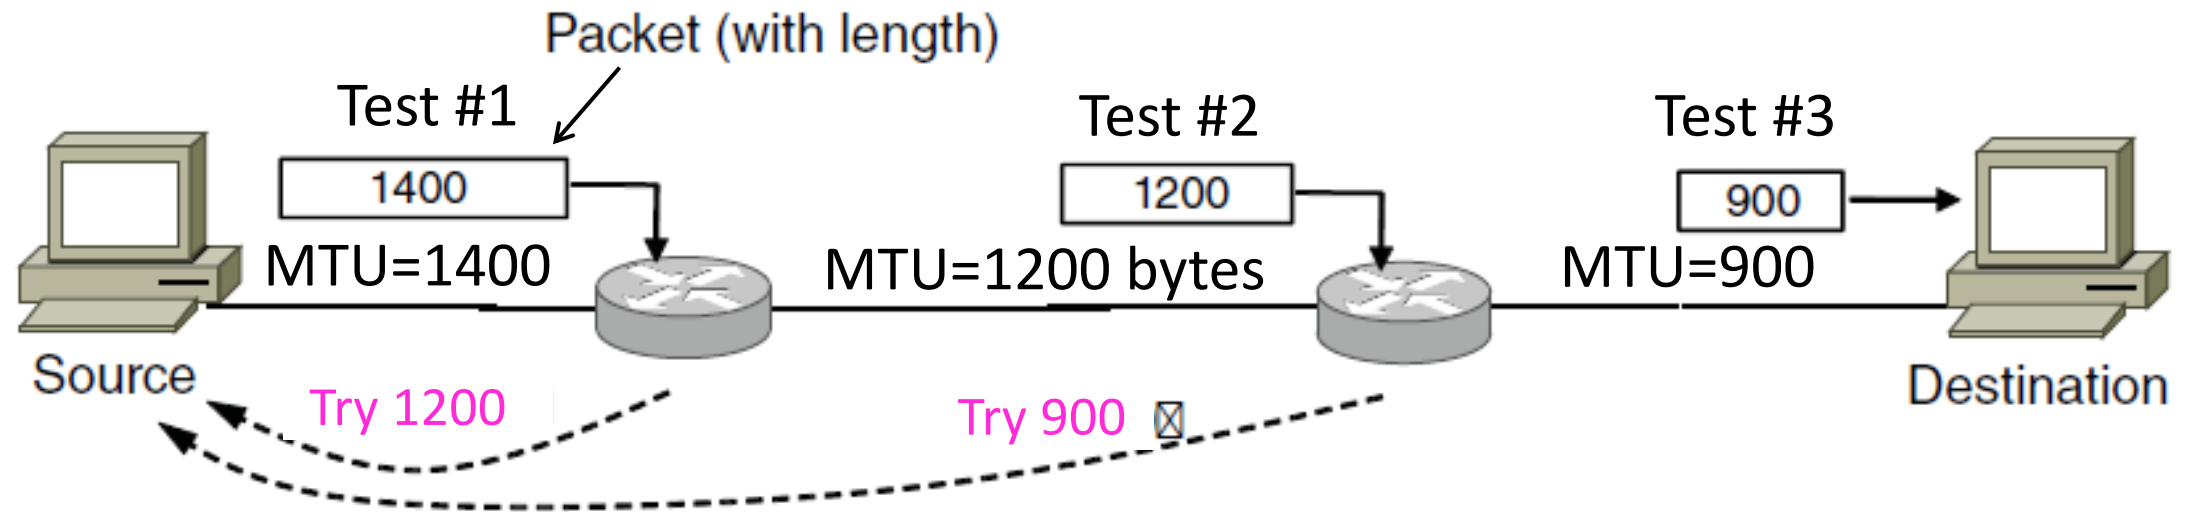 Packet (with length)
Test #1
Test #2
Test #3
1400
1200
900
MTU=1400
MTU=1200 bytes
MTU=900
Source
Try 1200
Try 900
Destination